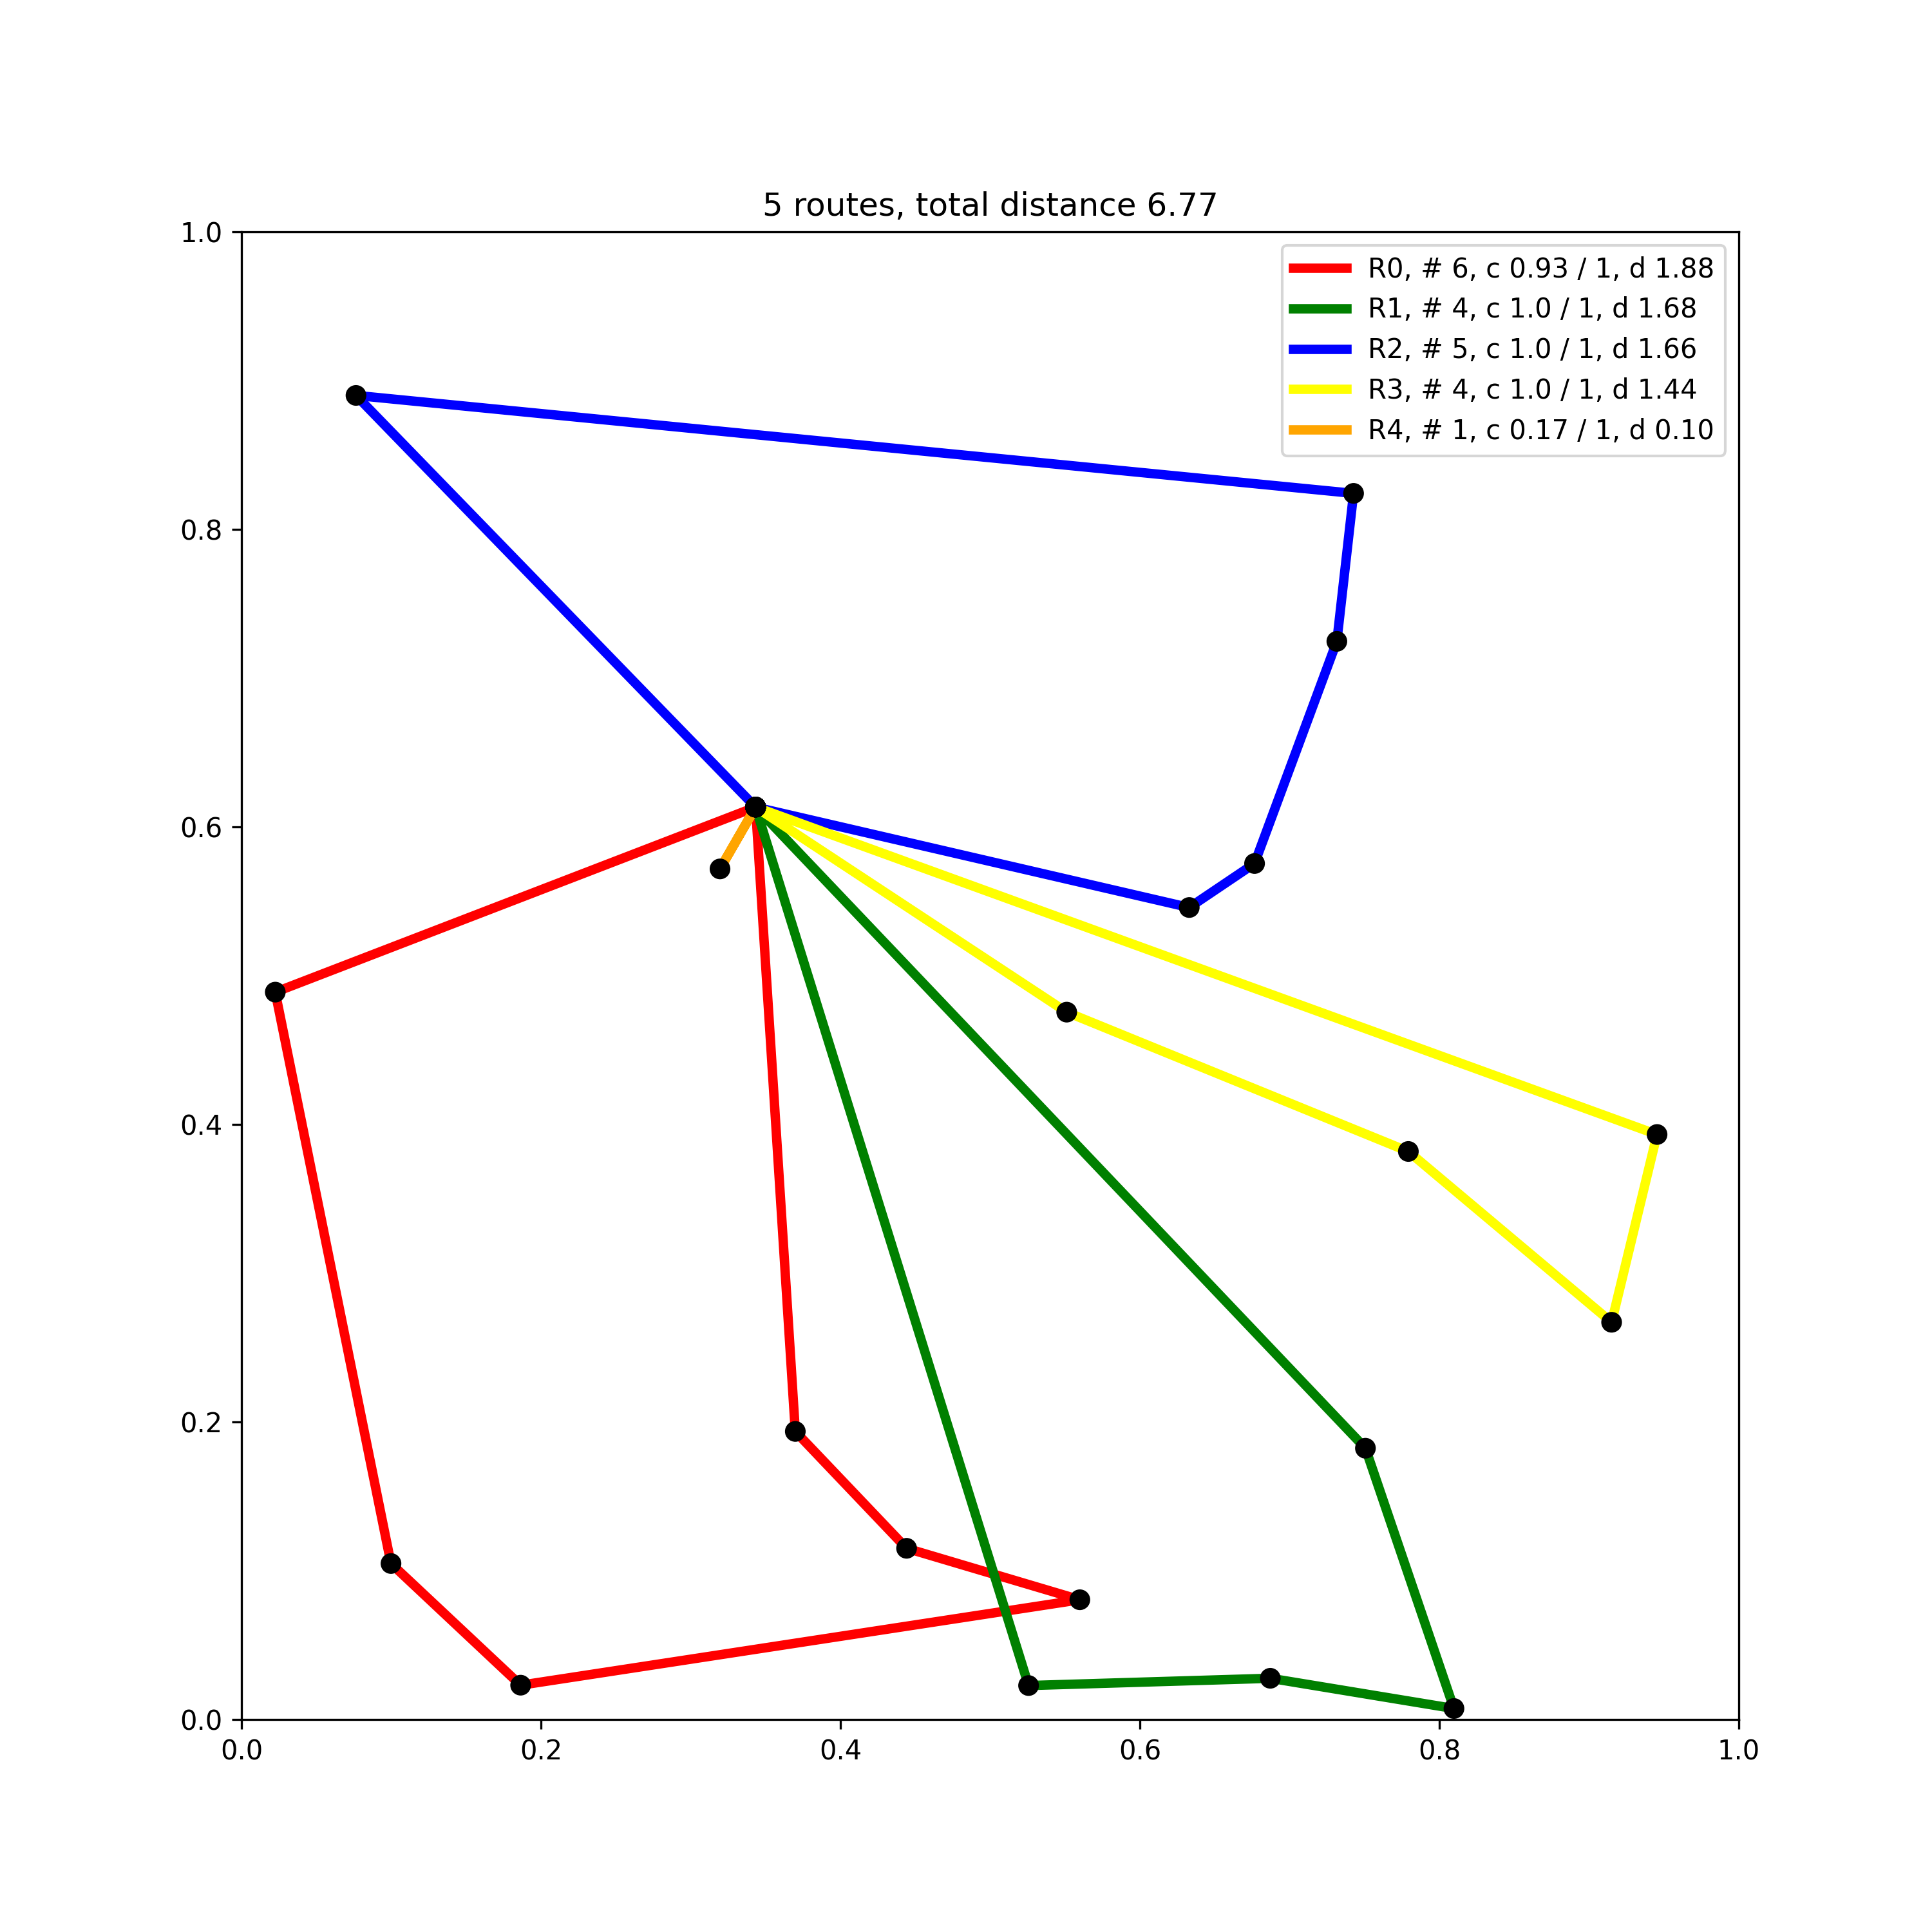 5 routes, total distance 6.77
R0, # 6, c 0.93 / 1, d 1.88
R1, # 4, c 1.0 / 1, d 1.68
R2, # 5, c 1.0 / 1, d 1.66
R3, # 4, c 1.0 / 1, d 1.44
R4, # 1, c 0.17 / 1, d 0.10
1.0
0.8
0.6
0.4
0.2
0.0
0.0 0.2 0.4 0.6 0.8 1.0